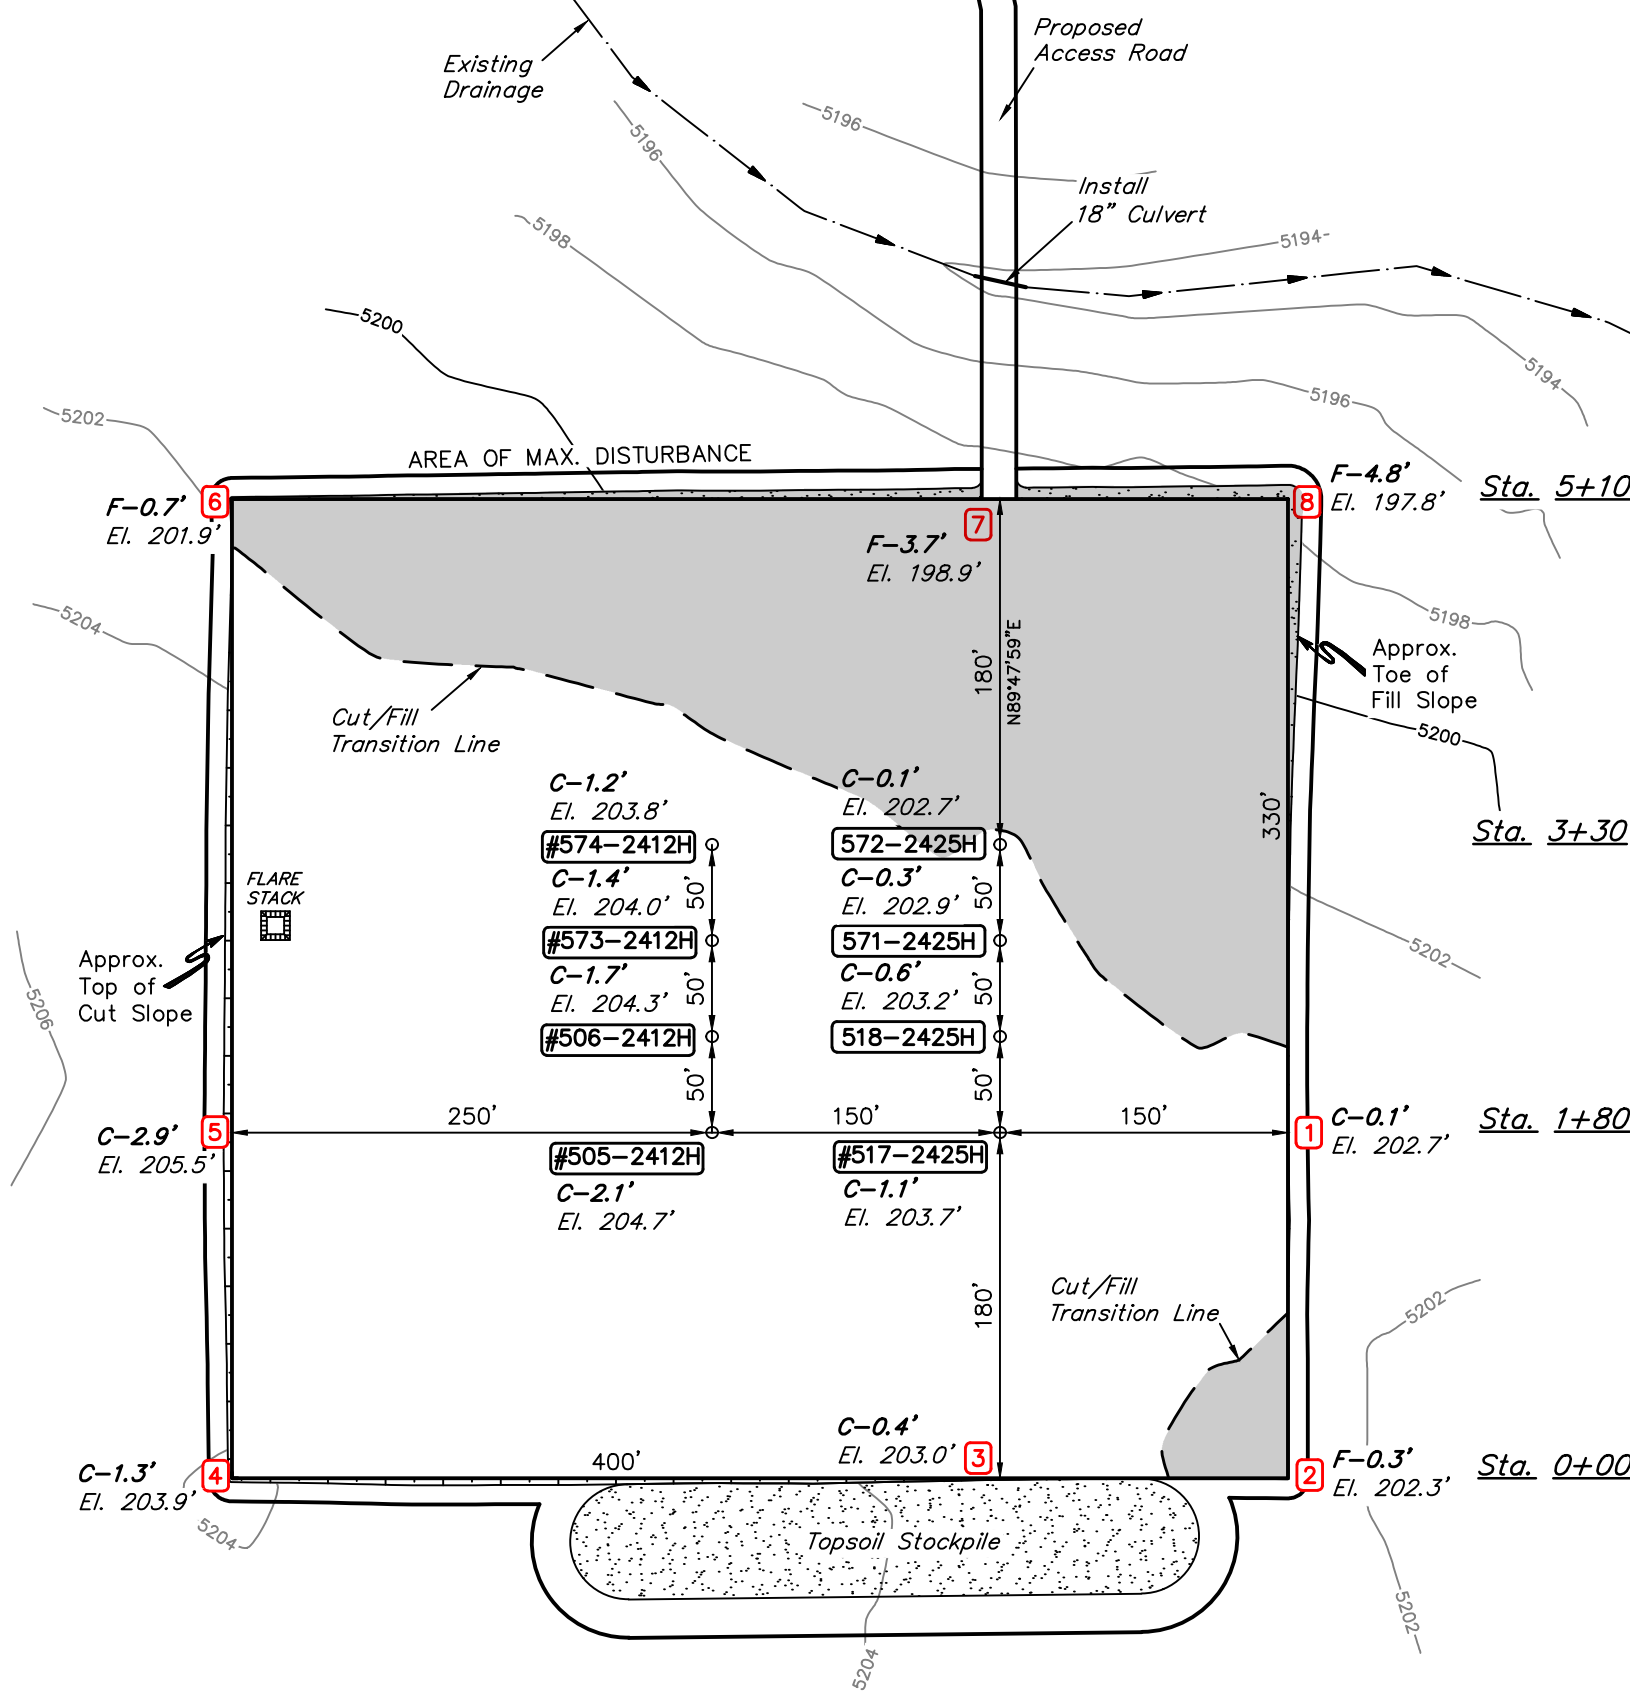 Proposed
Access Road
Existing
Drainage
5196
5196
Install
18" Culvert
5198
5194
5200
5194
5196
5202
AREA OF MAX. DISTURBANCE
F-4.8'
El. 197.8'
Sta. 5+10
6
8
F-0.7'
El. 201.9'
7
F-3.7'
El. 198.9'
5204
5198
180'
N89°47'59"E
Approx.
Toe of
Fill Slope
Cut/Fill
Transition Line
5200
C-1.2'
El. 203.8'
#574-2412H
C-0.1'
El. 202.7'
572-2425H
330'
Sta. 3+30
FLARE
STACK
C-1.4'
El. 204.0'
#573-2412H
50'
C-0.3'
El. 202.9'
571-2425H
50'
5202
Approx.
Top of
Cut Slope
5206
C-1.7'
El. 204.3'
#506-2412H
50'
C-0.6'
El. 203.2'
518-2425H
50'
50'
50'
250'
150'
150'
5
1
C-2.9'
El. 205.5'
C-0.1'
El. 202.7'
Sta. 1+80
#505-2412H
C-2.1'
El. 204.7'
#517-2425H
C-1.1'
El. 203.7'
180'
Cut/Fill
Transition Line
5202
C-0.4'
El. 203.0'
3
400'
4
C-1.3'
El. 203.9'
2
F-0.3'
El. 202.3'
Sta. 0+00
5204
Topsoil Stockpile
5202
5204